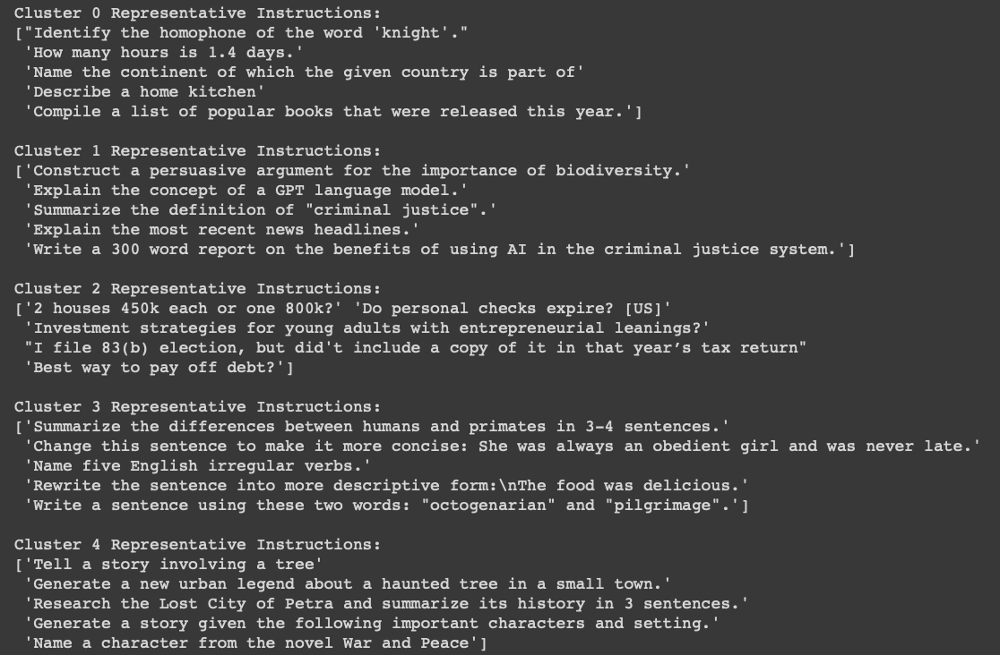 Cluster 0 Representative Instructions:
["Identify the homophone of the word 'knight'."
 'How many hours is 1.4 days.'
 'Name the continent of which the given country is part of'
 'Describe a home kitchen'
 'Compile a list of popular books that were released this year.']
Cluster 1 Representative Instructions:
['Construct a persuasive argument for the importance of biodiversity.'
 'Explain the concept of a GPT language model.'
 'Summarize the definition of "criminal justice".'
 'Explain the most recent news headlines.'
 'Write a 300 word report on the benefits of using AI in the criminal justice system.']
Cluster 2 Representative Instructions:
['2 houses 450k each or one 800k?' 'Do personal checks expire? [US]'
 'Investment strategies for young adults with entrepreneurial leanings?'
 "I file 83(b) election, but did't include a copy of it in that year’s tax return"
 'Best way to pay off debt?']
Cluster 3 Representative Instructions:
['Summarize the differences between humans and primates in 3-4 sentences.'
 'Change this sentence to make it more concise: She was always an obedient girl and was never late.'
 'Name five English irregular verbs.'
 'Rewrite the sentence into more descriptive form:\nThe food was delicious.'
 'Write a sentence using these two words: "octogenarian" and "pilgrimage".']
Cluster 4 Representative Instructions:
['Tell a story involving a tree'
 'Generate a new urban legend about a haunted tree in a small town.'
 'Research the Lost City of Petra and summarize its history in 3 sentences.'
 'Generate a story given the following important characters and setting.'
 'Name a character from the novel War and Peace']